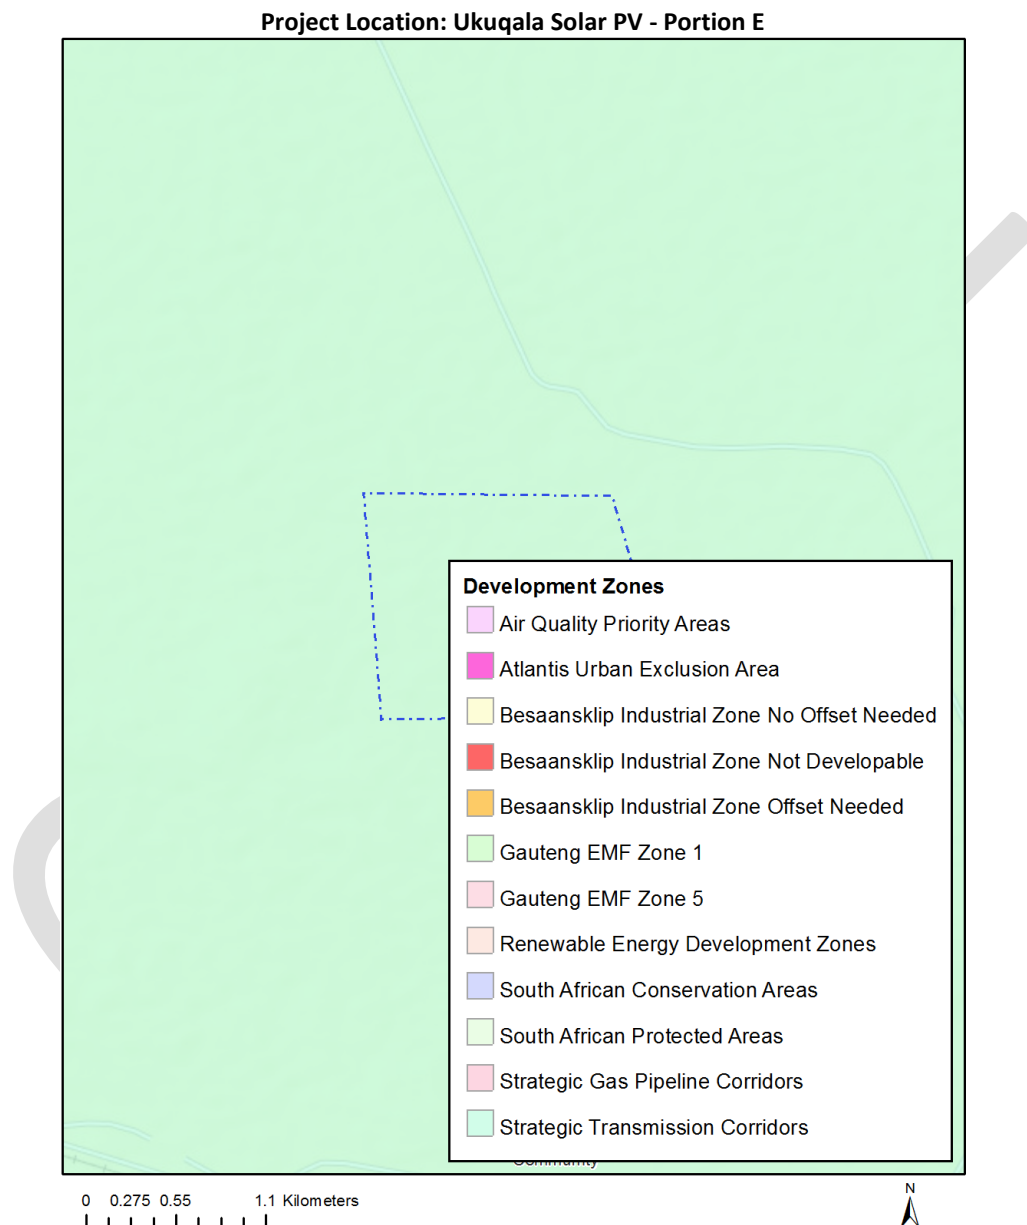 Project Location: Ukuqala Solar PV - Portion E
Development Zones
Air Quality Priority Areas
Atlantis Urban Exclusion Area
Besaansklip Industrial Zone No Offset Needed
Besaansklip Industrial Zone Not Developable
Besaansklip Industrial Zone Offset Needed
Gauteng EMF Zone 1
Gauteng EMF Zone 5
Renewable Energy Development Zones
South African Conservation Areas
South African Protected Areas
Strategic Gas Pipeline Corridors
Strategic Transmission Corridors
Community
0 0.275 0.55 1.1 Kilometers
N